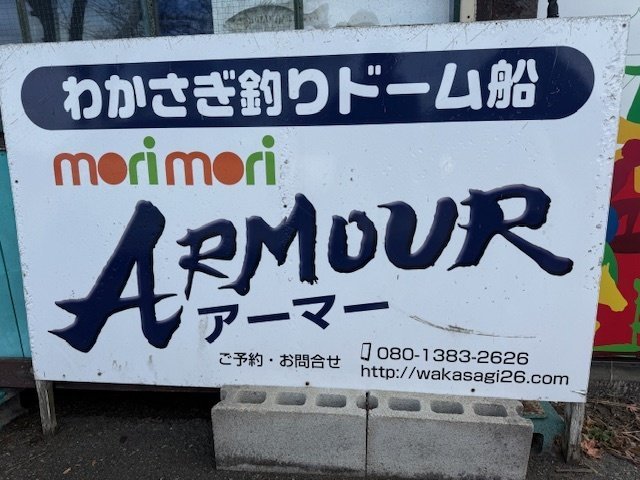 わかさぎ釣りドーム船
mori mori
ARMOUR
アーマー
ご予約・お問合せ 080-1383-2626
http://wakasagi26.com